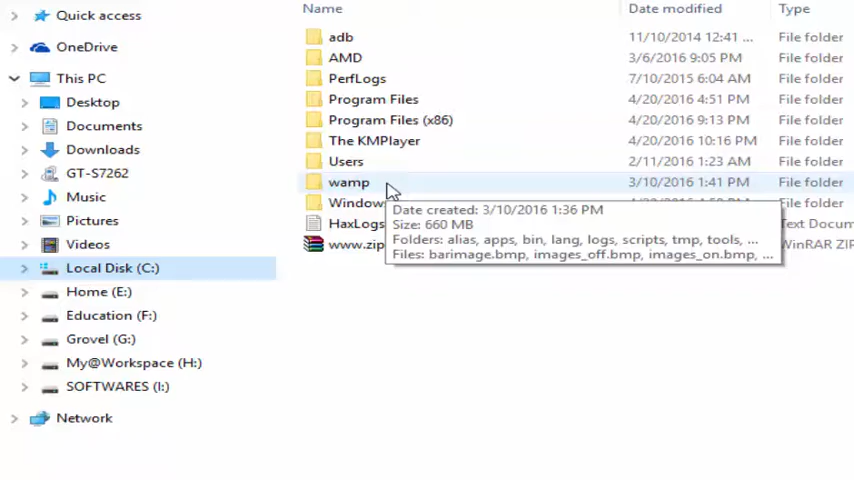 Name Date modified Type
Quick access
OneDrive
This PC
Desktop
Documents
Downloads
GT-S7262
Music
Pictures
Videos
Local Disk (C:)
Home (E:)
Education (F:)
Grovel (G:)
My@Workspace (H:)
SOFTWARES (I:)
Network
adb 11/10/2014 12:41 ... File folder
AMD 3/6/2016 9:05 PM File folder
PerfLogs 7/10/2015 6:04 AM File folder
Program Files 4/20/2016 4:51 PM File folder
Program Files (x86) 4/20/2016 9:13 PM File folder
The KMPlayer 4/20/2016 10:16 PM File folder
Users 2/11/2016 1:23 AM File folder
wamp 3/10/2016 1:41 PM File folder
Window File folder
HaxLogs Text Docum
www.zip WinRAR ZIP
Date created: 3/10/2016 1:36 PM
Size: 660 MB
Folders: alias, apps, bin, lang, logs, scripts, tmp, tools, ...
Files: barimage.bmp, images_off.bmp, images_on.bmp, ...